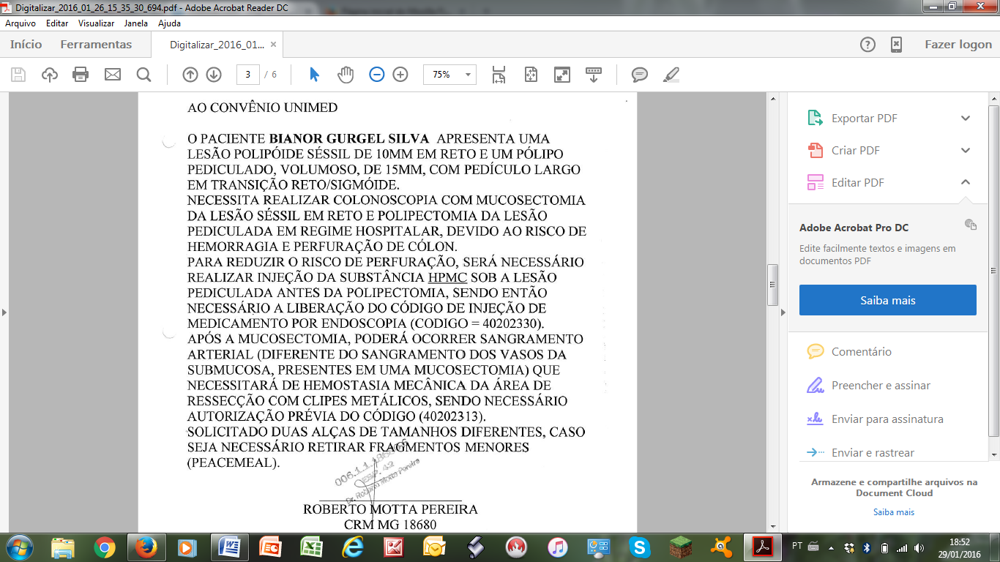 Digitalizar_2016_01_26_15_35_30_694.pdf - Adobe Acrobat Reader DC
Arquivo Editar Visualizar Janela Ajuda
Início Ferramentas Digitalizar_2016_01... × Fazer logon
3 / 6 75%
AO CONVÊNIO UNIMED
O PACIENTE BIANOR GURGEL SILVA APRESENTA UMA
LESÃO POLIPÓIDE SÉSSIL DE 10MM EM RETO E UM PÓLIPO
PEDICULADO, VOLUMOSO, DE 15MM, COM PEDÍCULO LARGO
EM TRANSIÇÃO RETO/SIGMÓIDE.
NECESSITA REALIZAR COLONOSCOPIA COM MUCOSECTOMIA
DA LESÃO SÉSSIL EM RETO E POLIPECTOMIA DA LESÃO
PEDICULADA EM REGIME HOSPITALAR, DEVIDO AO RISCO DE
HEMORRAGIA E PERFURAÇÃO DE CÓLON.
PARA REDUZIR O RISCO DE PERFURAÇÃO, SERÁ NECESSÁRIO
REALIZAR INJEÇÃO DA SUBSTÂNCIA HPMC SOB A LESÃO
PEDICULADA ANTES DA POLIPECTOMIA, SENDO ENTÃO
NECESSÁRIO A LIBERAÇÃO DO CÓDIGO DE INJEÇÃO DE
MEDICAMENTO POR ENDOSCOPIA (CODIGO = 40202330).
APÓS A MUCOSECTOMIA, PODERÁ OCORRER SANGRAMENTO
ARTERIAL (DIFERENTE DO SANGRAMENTO DOS VASOS DA
SUBMUCOSA, PRESENTES EM UMA MUCOSECTOMIA) QUE
NECESSITARÁ DE HEMOSTASIA MECÂNICA DA ÁREA DE
RESSECÇÃO COM CLIPES METÁLICOS, SENDO NECESSÁRIO
AUTORIZAÇÃO PRÉVIA DO CÓDIGO (40202313).
SOLICITADO DUAS ALÇAS DE TAMANHOS DIFERENTES, CASO
SEJA NECESSÁRIO RETIRAR FRAGMENTOS MENORES
(PEACEMEAL).
Dr. Roberto Motta Pereira
ROBERTO MOTTA PEREIRA
CRM MG 18680
Exportar PDF
Criar PDF
Editar PDF
Adobe Acrobat Pro DC
Edite facilmente textos e imagens em
documentos PDF
Saiba mais
Comentário
Preencher e assinar
Enviar para assinatura
Enviar e rastrear
Armazene e compartilhe arquivos na
Document Cloud
Saiba mais
PT
18:52
29/01/2016